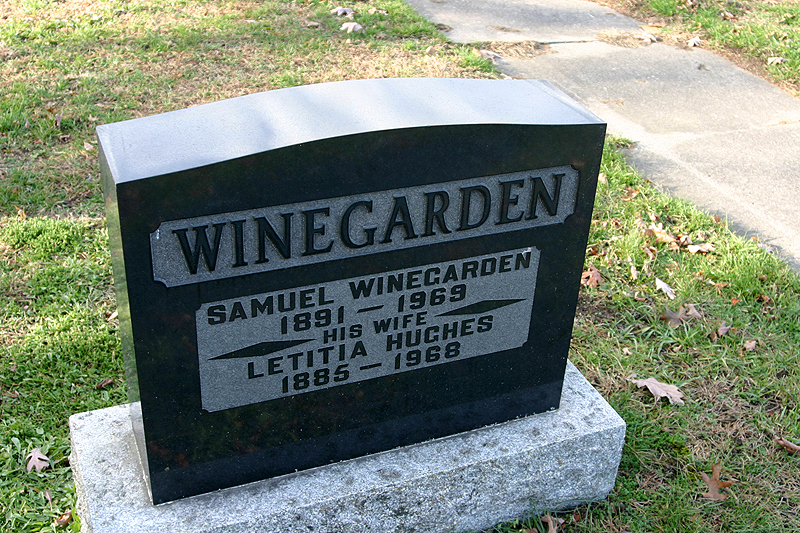 WINEGARDEN
SAMUEL WINEGARDEN
1891 — 1969
HIS WIFE
LETITIA HUGHES
1885 — 1968